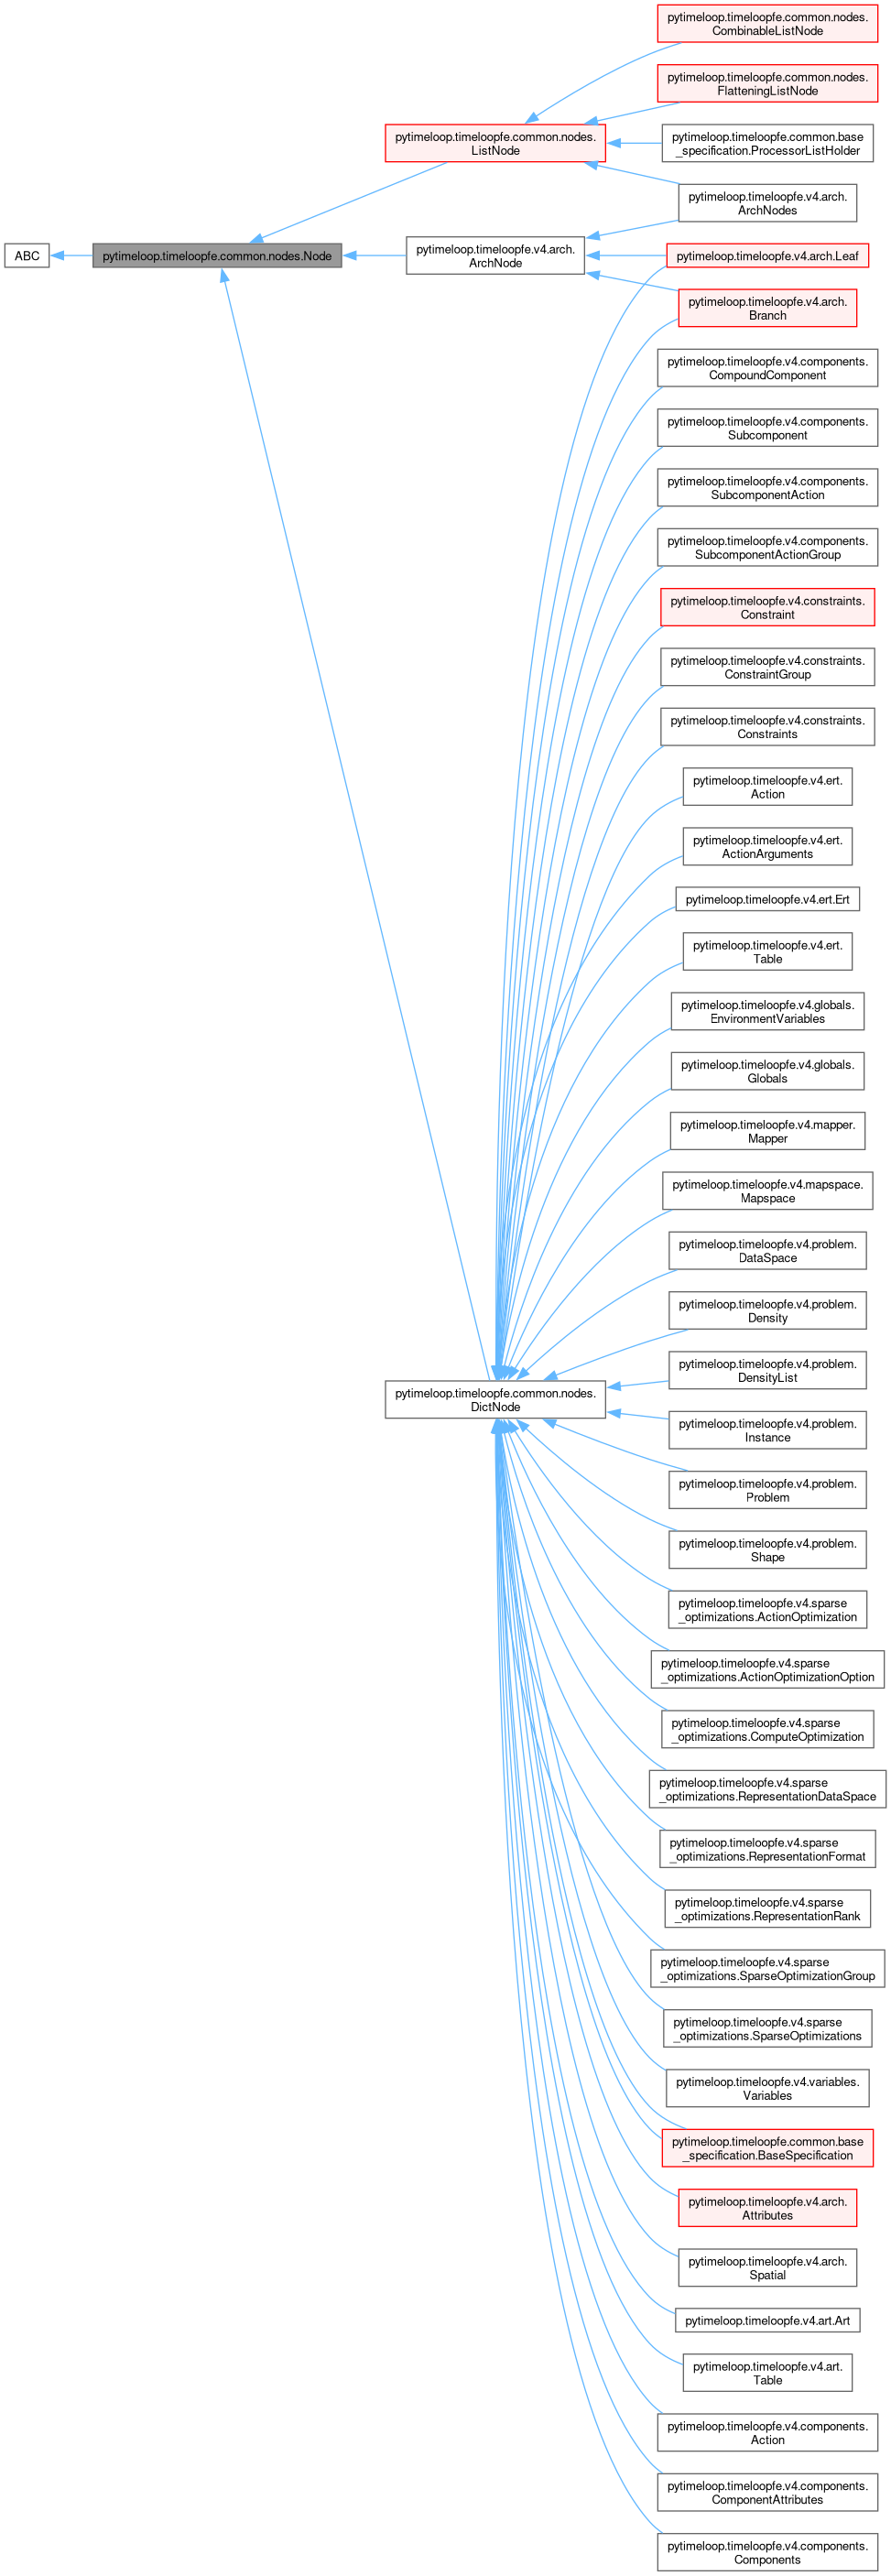 ABC
pytimeloop.timeloopfe.common.nodes.Node
pytimeloop.timeloopfe.common.nodes.
ListNode
pytimeloop.timeloopfe.v4.arch.
ArchNode
pytimeloop.timeloopfe.common.nodes.
DictNode
pytimeloop.timeloopfe.common.nodes.
CombinableListNode
pytimeloop.timeloopfe.common.nodes.
FlatteningListNode
pytimeloop.timeloopfe.common.base
_specification.ProcessorListHolder
pytimeloop.timeloopfe.v4.arch.
ArchNodes
pytimeloop.timeloopfe.v4.arch.Leaf
pytimeloop.timeloopfe.v4.arch.
Branch
pytimeloop.timeloopfe.v4.components.
CompoundComponent
pytimeloop.timeloopfe.v4.components.
Subcomponent
pytimeloop.timeloopfe.v4.components.
SubcomponentAction
pytimeloop.timeloopfe.v4.components.
SubcomponentActionGroup
pytimeloop.timeloopfe.v4.constraints.
Constraint
pytimeloop.timeloopfe.v4.constraints.
ConstraintGroup
pytimeloop.timeloopfe.v4.constraints.
Constraints
pytimeloop.timeloopfe.v4.ert.
Action
pytimeloop.timeloopfe.v4.ert.
ActionArguments
pytimeloop.timeloopfe.v4.ert.Ert
pytimeloop.timeloopfe.v4.ert.
Table
pytimeloop.timeloopfe.v4.globals.
EnvironmentVariables
pytimeloop.timeloopfe.v4.globals.
Globals
pytimeloop.timeloopfe.v4.mapper.
Mapper
pytimeloop.timeloopfe.v4.mapspace.
Mapspace
pytimeloop.timeloopfe.v4.problem.
DataSpace
pytimeloop.timeloopfe.v4.problem.
Density
pytimeloop.timeloopfe.v4.problem.
DensityList
pytimeloop.timeloopfe.v4.problem.
Instance
pytimeloop.timeloopfe.v4.problem.
Problem
pytimeloop.timeloopfe.v4.problem.
Shape
pytimeloop.timeloopfe.v4.sparse
_optimizations.ActionOptimization
pytimeloop.timeloopfe.v4.sparse
_optimizations.ActionOptimizationOption
pytimeloop.timeloopfe.v4.sparse
_optimizations.ComputeOptimization
pytimeloop.timeloopfe.v4.sparse
_optimizations.RepresentationDataSpace
pytimeloop.timeloopfe.v4.sparse
_optimizations.RepresentationFormat
pytimeloop.timeloopfe.v4.sparse
_optimizations.RepresentationRank
pytimeloop.timeloopfe.v4.sparse
_optimizations.SparseOptimizationGroup
pytimeloop.timeloopfe.v4.sparse
_optimizations.SparseOptimizations
pytimeloop.timeloopfe.v4.variables.
Variables
pytimeloop.timeloopfe.common.base
_specification.BaseSpecification
pytimeloop.timeloopfe.v4.arch.
Attributes
pytimeloop.timeloopfe.v4.arch.
Spatial
pytimeloop.timeloopfe.v4.art.Art
pytimeloop.timeloopfe.v4.art.
Table
pytimeloop.timeloopfe.v4.components.
Action
pytimeloop.timeloopfe.v4.components.
ComponentAttributes
pytimeloop.timeloopfe.v4.components.
Components